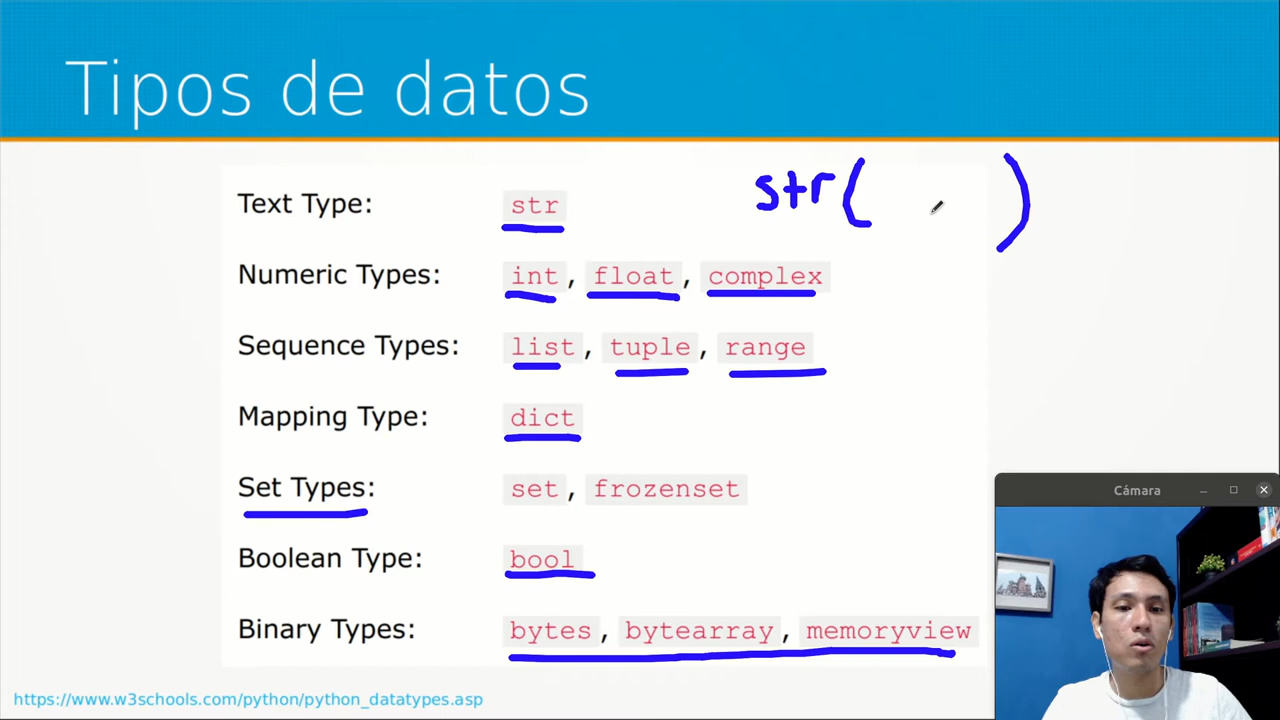 Tipos de datos
Text Type: str
str( )
Numeric Types: int, float, complex
Sequence Types: list, tuple, range
Mapping Type: dict
Set Types: set, frozenset
Boolean Type: bool
Binary Types: bytes, bytearray, memoryview
Cámara
https://www.w3schools.com/python/python_datatypes.asp